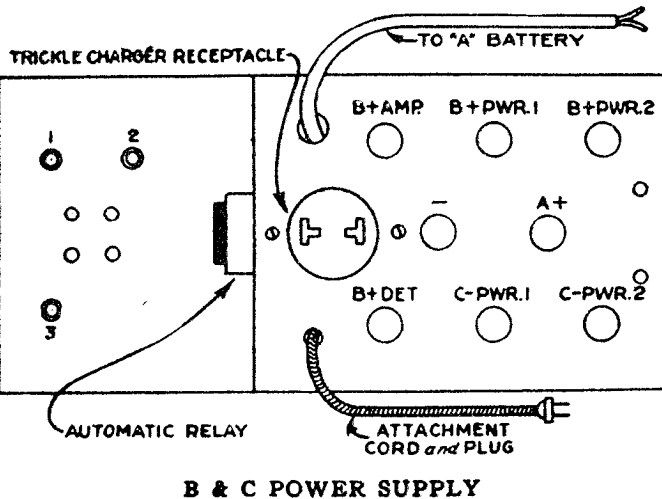 TO "A" BATTERY
TRICKLE CHARGER RECEPTACLE
B+AMP. B+PWR.1 B+PWR.2
1 2
- A+
B+DET C-PWR.1 C-PWR.2
3
AUTOMATIC RELAY
ATTACHMENT
CORD and PLUG
B & C POWER SUPPLY